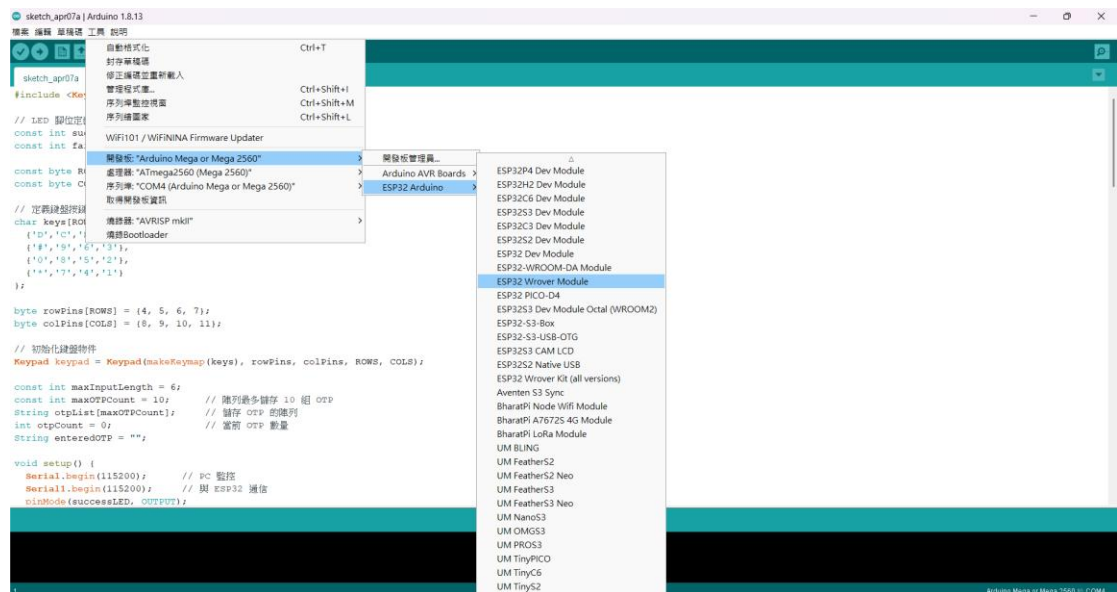 sketch_apr07a | Arduino 1.8.13
檔案 編輯 草稿碼 工具 說明
sketch_apr07a
自動格式化 Ctrl+T
封存草稿碼
修正編碼並重新載入
管理程式庫... Ctrl+Shift+I
序列埠監控視窗 Ctrl+Shift+M
序列繪圖家 Ctrl+Shift+L
WiFi101 / WiFiNINA Firmware Updater
開發板: "Arduino Mega or Mega 2560"
處理器: "ATmega2560 (Mega 2560)"
序列埠: "COM4 (Arduino Mega or Mega 2560)"
取得開發板資訊
燒錄器: "AVRISP mkII"
燒錄Bootloader
開發板管理員...
Arduino AVR Boards
ESP32 Arduino
ESP32P4 Dev Module
ESP32H2 Dev Module
ESP32C6 Dev Module
ESP32S3 Dev Module
ESP32C3 Dev Module
ESP32S2 Dev Module
ESP32 Dev Module
ESP32-WROOM-DA Module
ESP32 Wrover Module
ESP32 PICO-D4
ESP32S3 Dev Module Octal (WROOM2)
ESP32-S3-Box
ESP32-S3-USB-OTG
ESP32S3 CAM LCD
ESP32S2 Native USB
ESP32 Wrover Kit (all versions)
Aventen S3 Sync
BharatPi Node Wifi Module
BharatPi A7672S 4G Module
BharatPi LoRa Module
UM BLING
UM FeatherS2
UM FeatherS2 Neo
UM FeatherS3
UM FeatherS3 Neo
UM NanoS3
UM OMGS3
UM PROS3
UM TinyPICO
UM TinyC6
UM TinyS2
#include <Key
// LED 腳位定
const int su
const int fa
const byte R
const byte C
// 定義鍵盤按鍵
char keys[RO
{'D','C','
{'#','9','6','3'},
{'0','8','5','2'},
{'*','7','4','1'}
};
byte rowPins[ROWS] = {4, 5, 6, 7};
byte colPins[COLS] = {8, 9, 10, 11};
// 初始化鍵盤物件
Keypad keypad = Keypad(makeKeymap(keys), rowPins, colPins, ROWS, COLS);
const int maxInputLength = 6;
const int maxOTPCount = 10; // 陣列最多儲存 10 組 OTP
String otpList[maxOTPCount]; // 儲存 OTP 的陣列
int otpCount = 0; // 當前 OTP 數量
String enteredOTP = "";
void setup() {
Serial.begin(115200); // PC 監控
Serial1.begin(115200); // 與 ESP32 通信
pinMode(successLED, OUTPUT);
1
Arduino Mega or Mega 2560 於 COM4